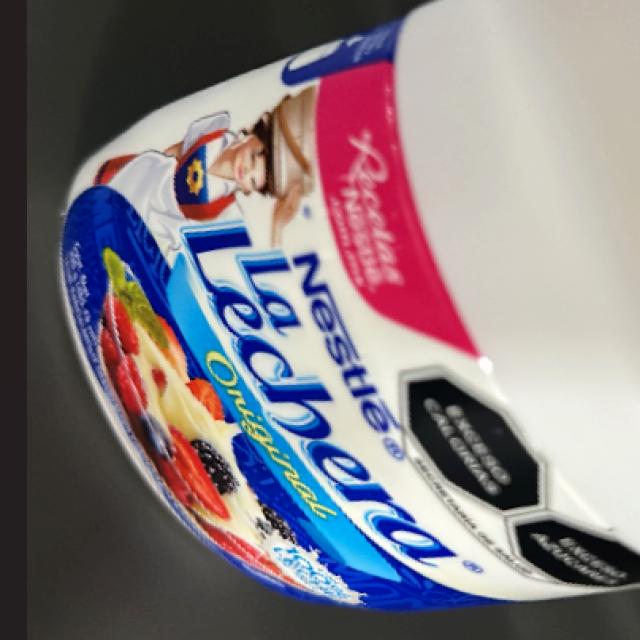 Recetas
NESTLÉ
Nestlé®
La
Lechera®
Original
EXCESO
CALORÍAS
SECRETARÍA DE SALUD
EXCESO
AZÚCARES